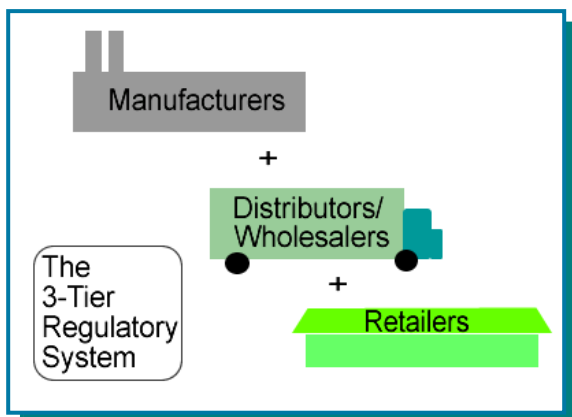 Manufacturers
+
Distributors/
Wholesalers
+
Retailers
The
3-Tier
Regulatory
System